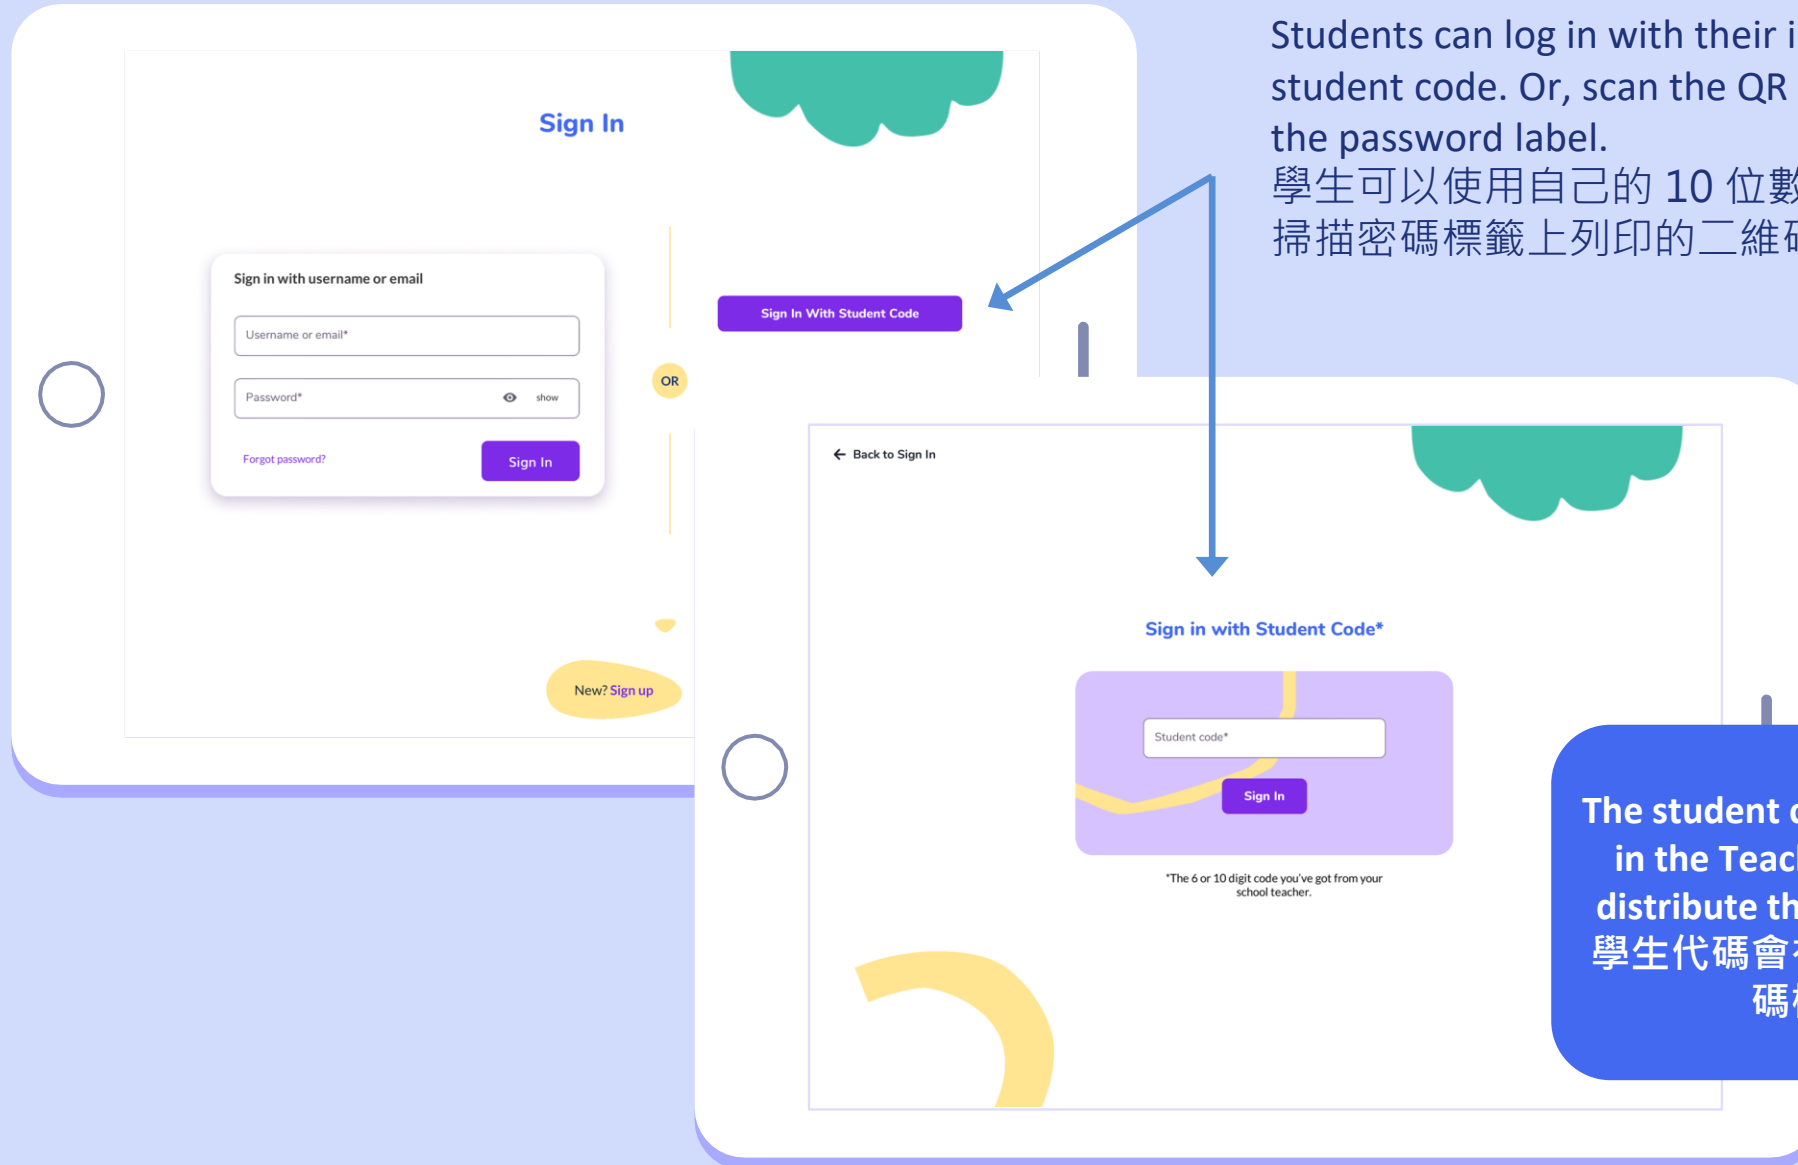 Students can log in with their
student code. Or, scan the QR
the password label.
學生可以使用自己的 10 位數
掃描密碼標籤上列印的二維
Sign In
Sign in with username or email
Username or email*
Password*
show
Forgot password?
Sign In
OR
Sign In With Student Code
New? Sign up
Back to Sign In
Sign in with Student Code*
Student code*
Sign In
*The 6 or 10 digit code you've got from your
school teacher.
The student
in the
distribute
學生代碼會
碼